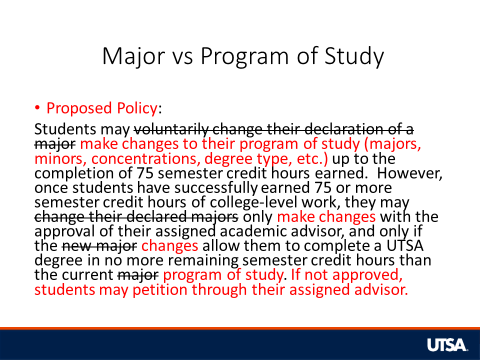 Major vs Program of Study
• Proposed Policy:
Students may voluntarily change their declaration of a
major make changes to their program of study (majors,
minors, concentrations, degree type, etc.) up to the
completion of 75 semester credit hours earned.  However,
once students have successfully earned 75 or more
semester credit hours of college-level work, they may
change their declared majors only make changes with the
approval of their assigned academic advisor, and only if
the new major changes allow them to complete a UTSA
degree in no more remaining semester credit hours than
the current major program of study. If not approved,
students may petition through their assigned advisor.
UTSA